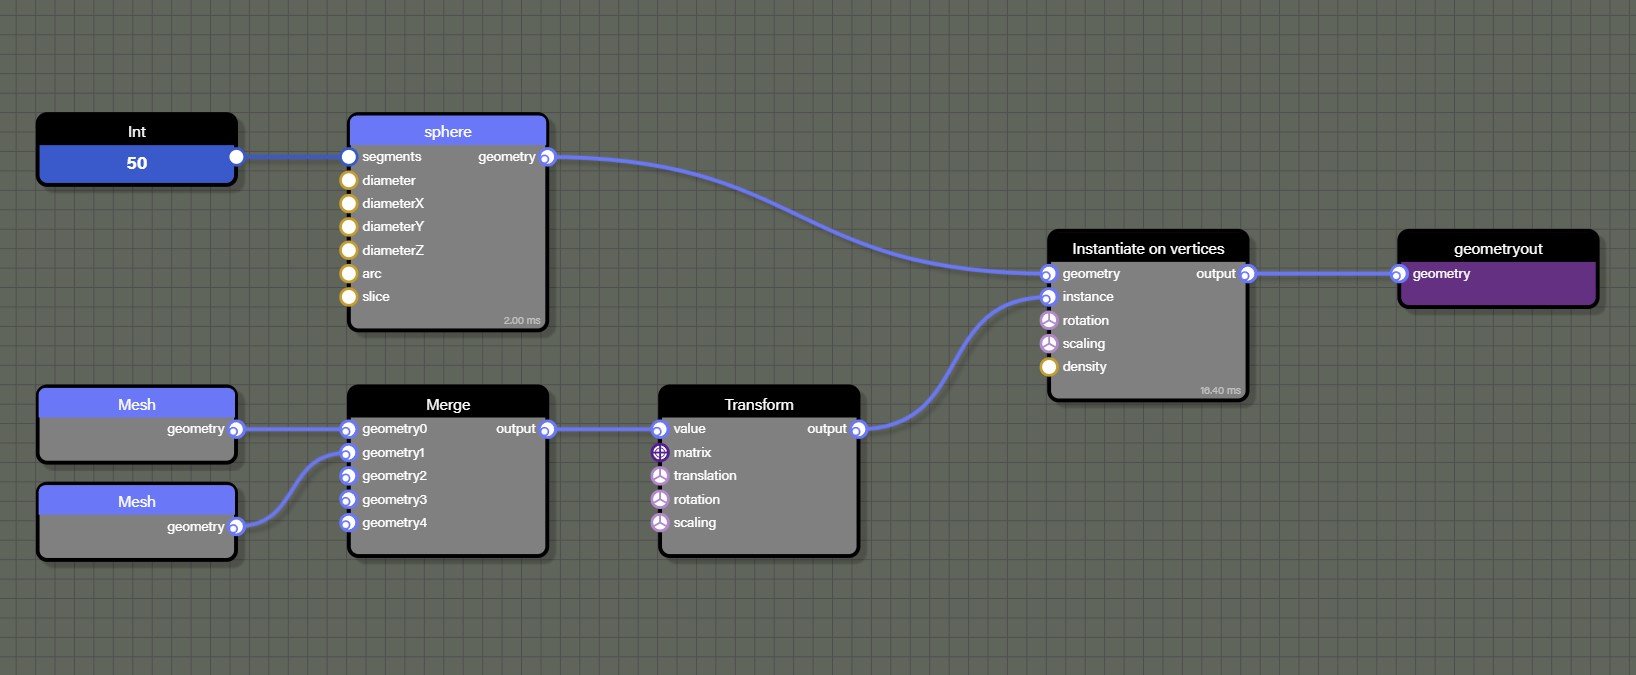 Int
50
sphere
segments
geometry
diameter
diameterX
diameterY
diameterZ
arc
slice
2.00 ms
Mesh
geometry
Mesh
geometry
Merge
geometry0
output
geometry1
geometry2
geometry3
geometry4
Transform
value
output
matrix
translation
rotation
scaling
Instantiate on vertices
geometry
output
instance
rotation
scaling
density
16.40 ms
geometryout
geometry